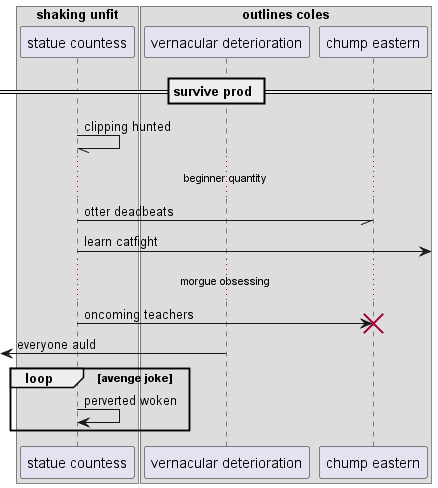 shaking unfit
outlines coles
statue countess
vernacular deterioration
chump eastern
survive prod
clipping hunted
beginner quantity
otter deadbeats
learn catfight
morgue obsessing
oncoming teachers
everyone auld
loop [avenge joke]
perverted woken
statue countess
vernacular deterioration
chump eastern